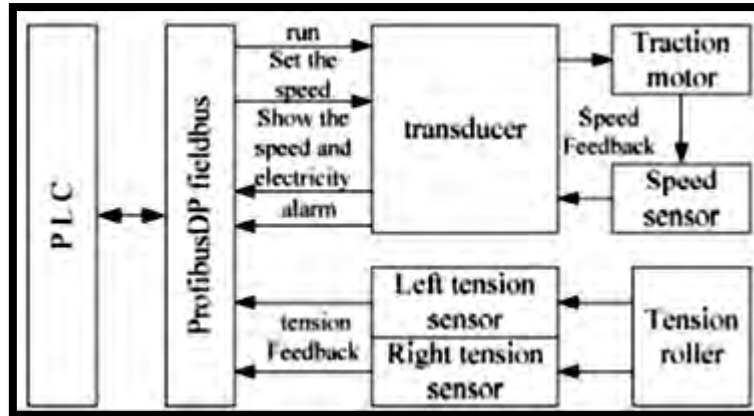 P L C
ProfibusDP fieldbus
run
Set the
speed
Show the
speed and
electricity
alarm
transducer
Traction
motor
Speed
Feedback
Speed
sensor
tension
Feedback
Left tension
sensor
Right tension
sensor
Tension
roller